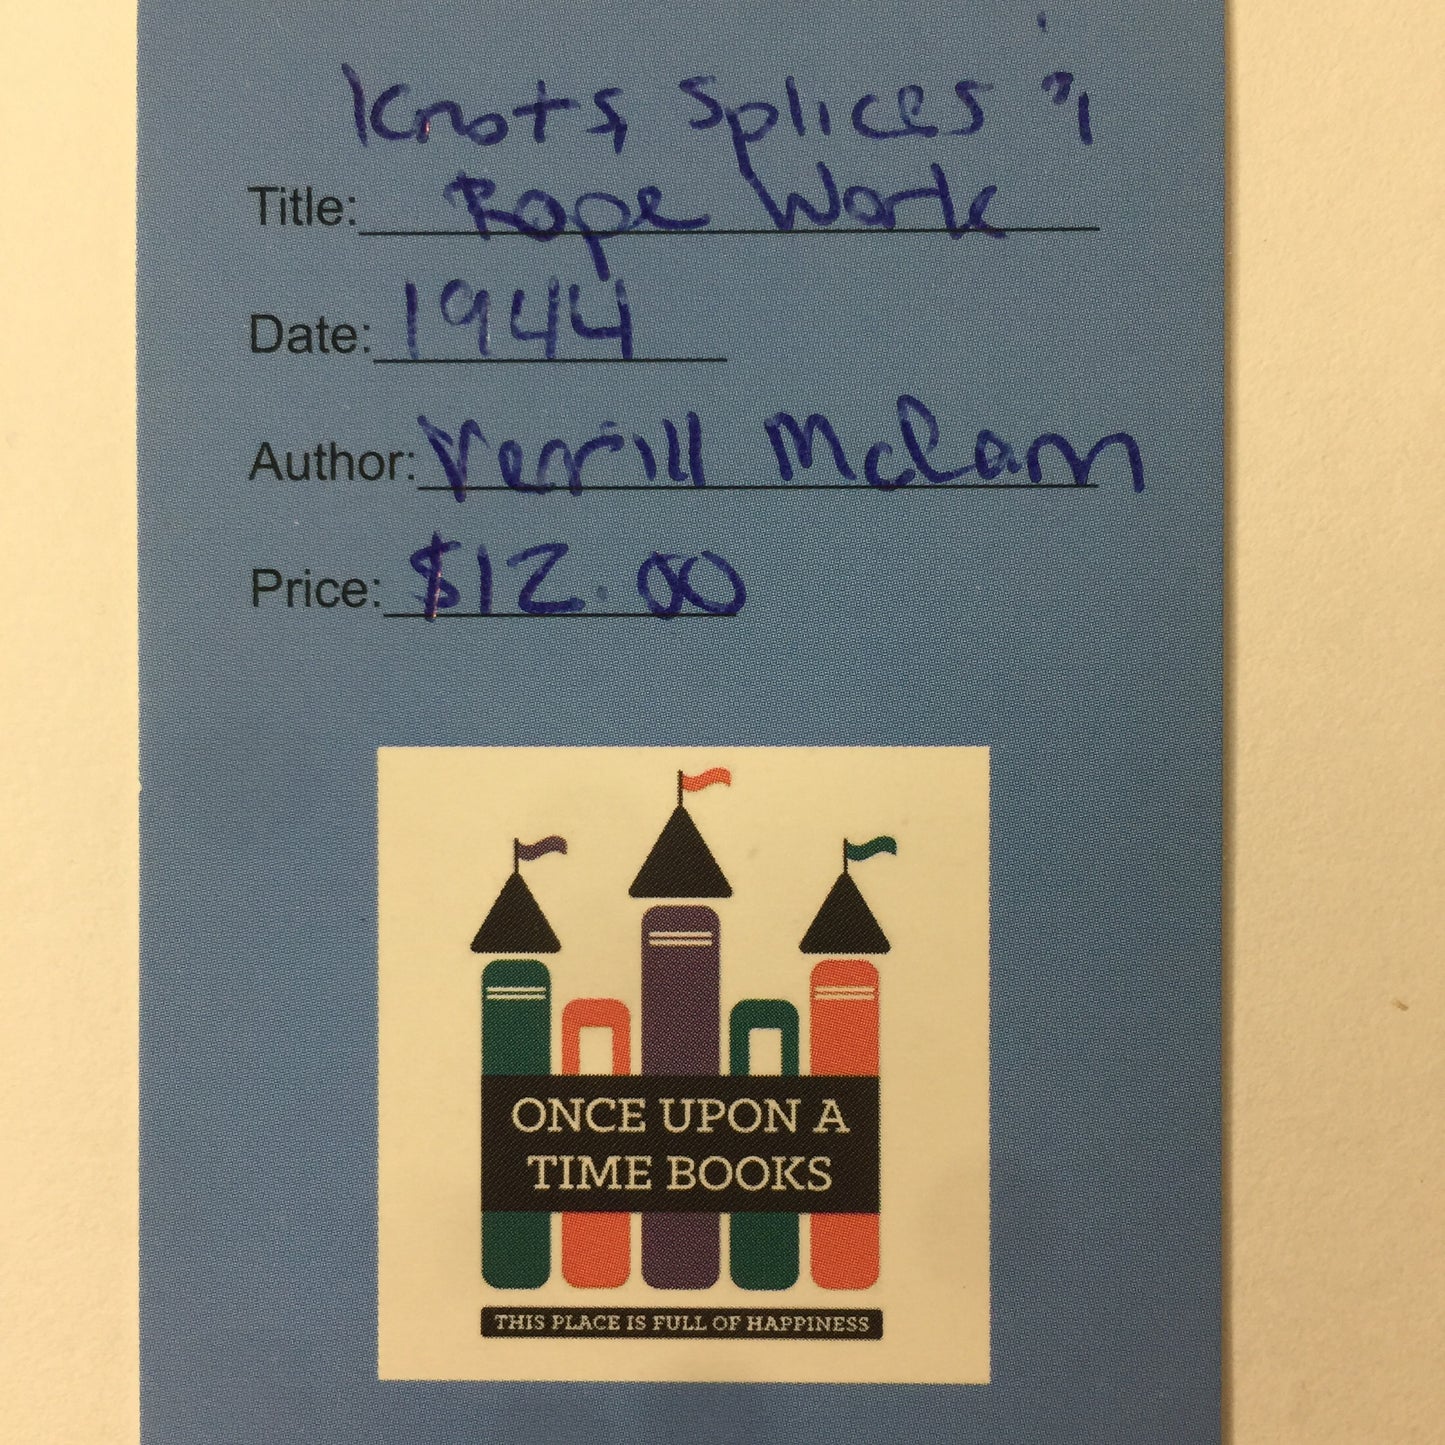 Knots, Splices &
Title: Rope Work
Date: 1944
Author: Verrill McCann
Price: $12.00
ONCE UPON A
TIME BOOKS
THIS PLACE IS FULL OF HAPPINESS